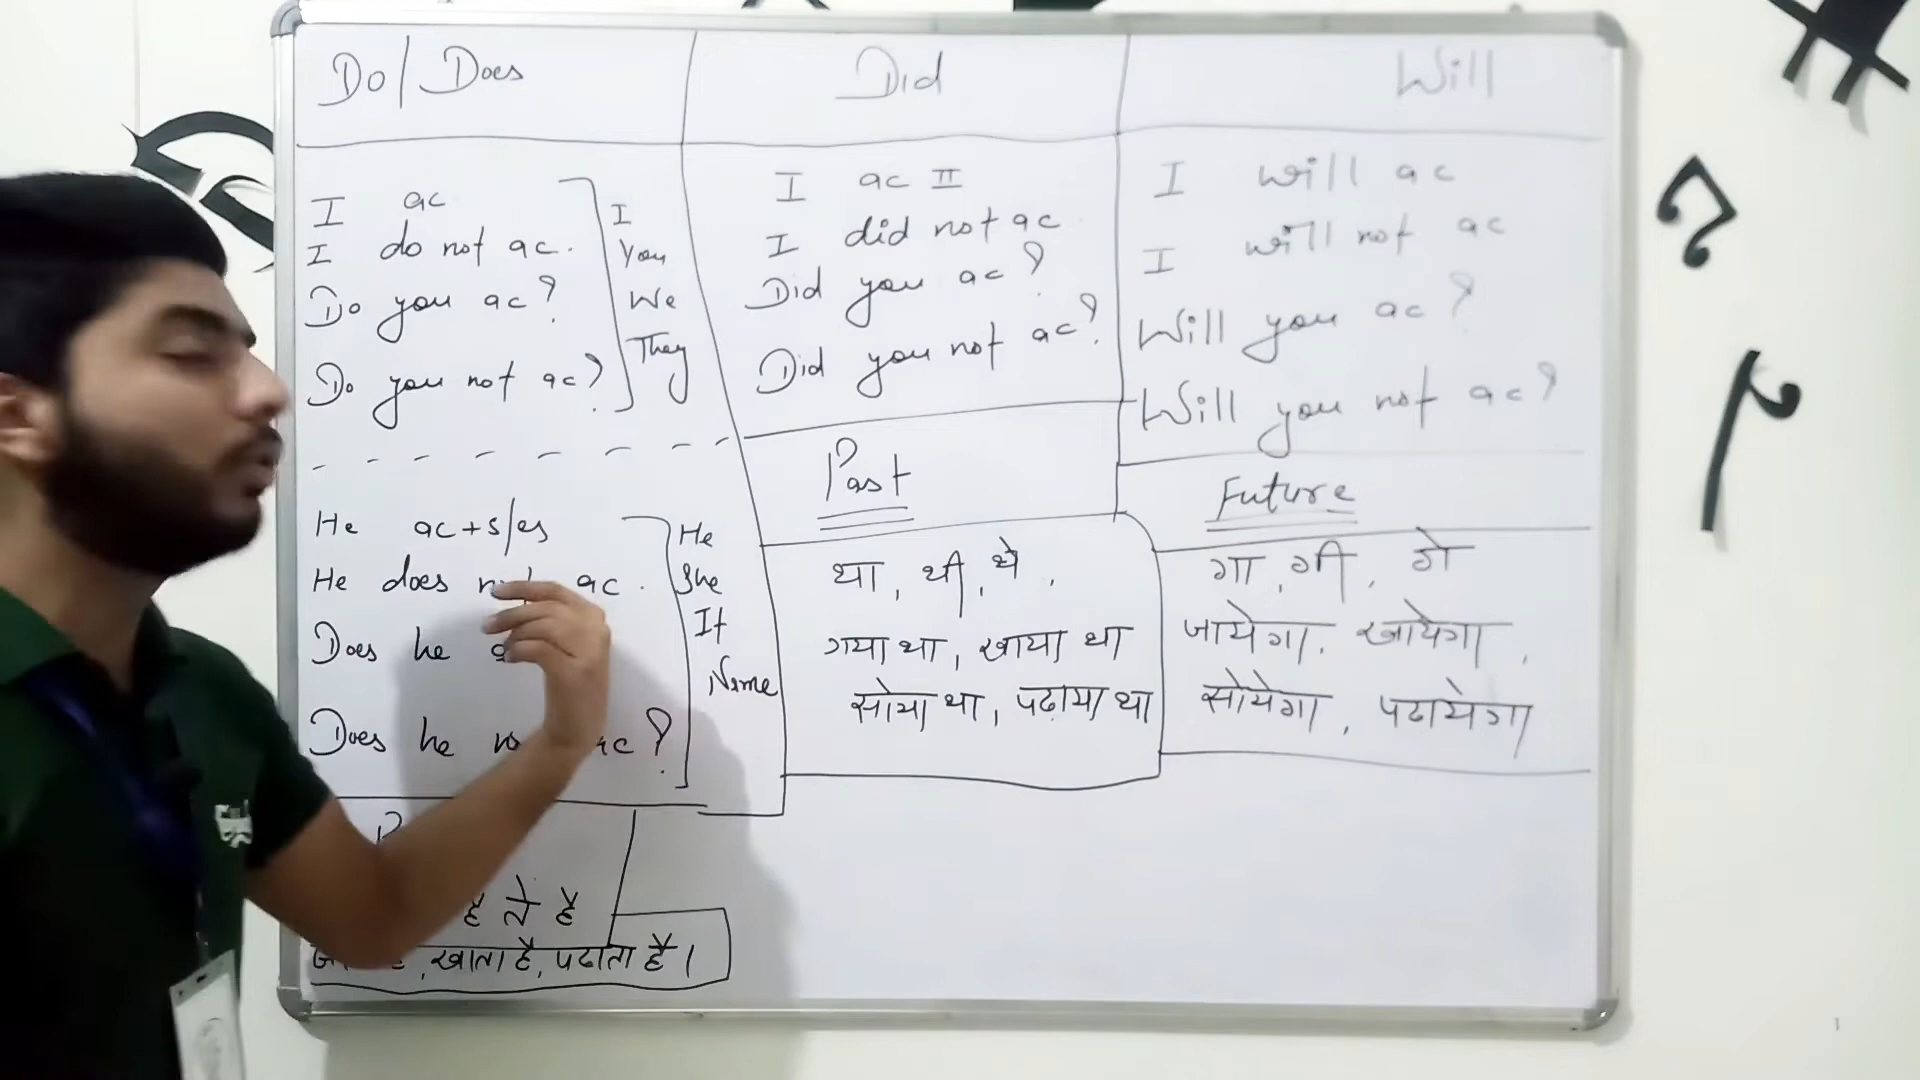 Do/Does
I ac
I do not ac.
Do you ac?
Do you not ac?
I
You
We
They
He ac+s/es
He does not ac.
Does he
Does he ac?
He
She
It
Name
है ते है
, खाता है, पढाता है।
Did
I ac II
I did not ac
Did you ac?
Did you not ac?
Past
था, थी, थे,
गया था, खाया था
सोया था, पढाया था
Will
I will ac
I will not ac
Will you ac?
Will you not ac?
Future
गा, गी, गे
जायेगा, खायेगा,
सोयेगा, पढायेगा